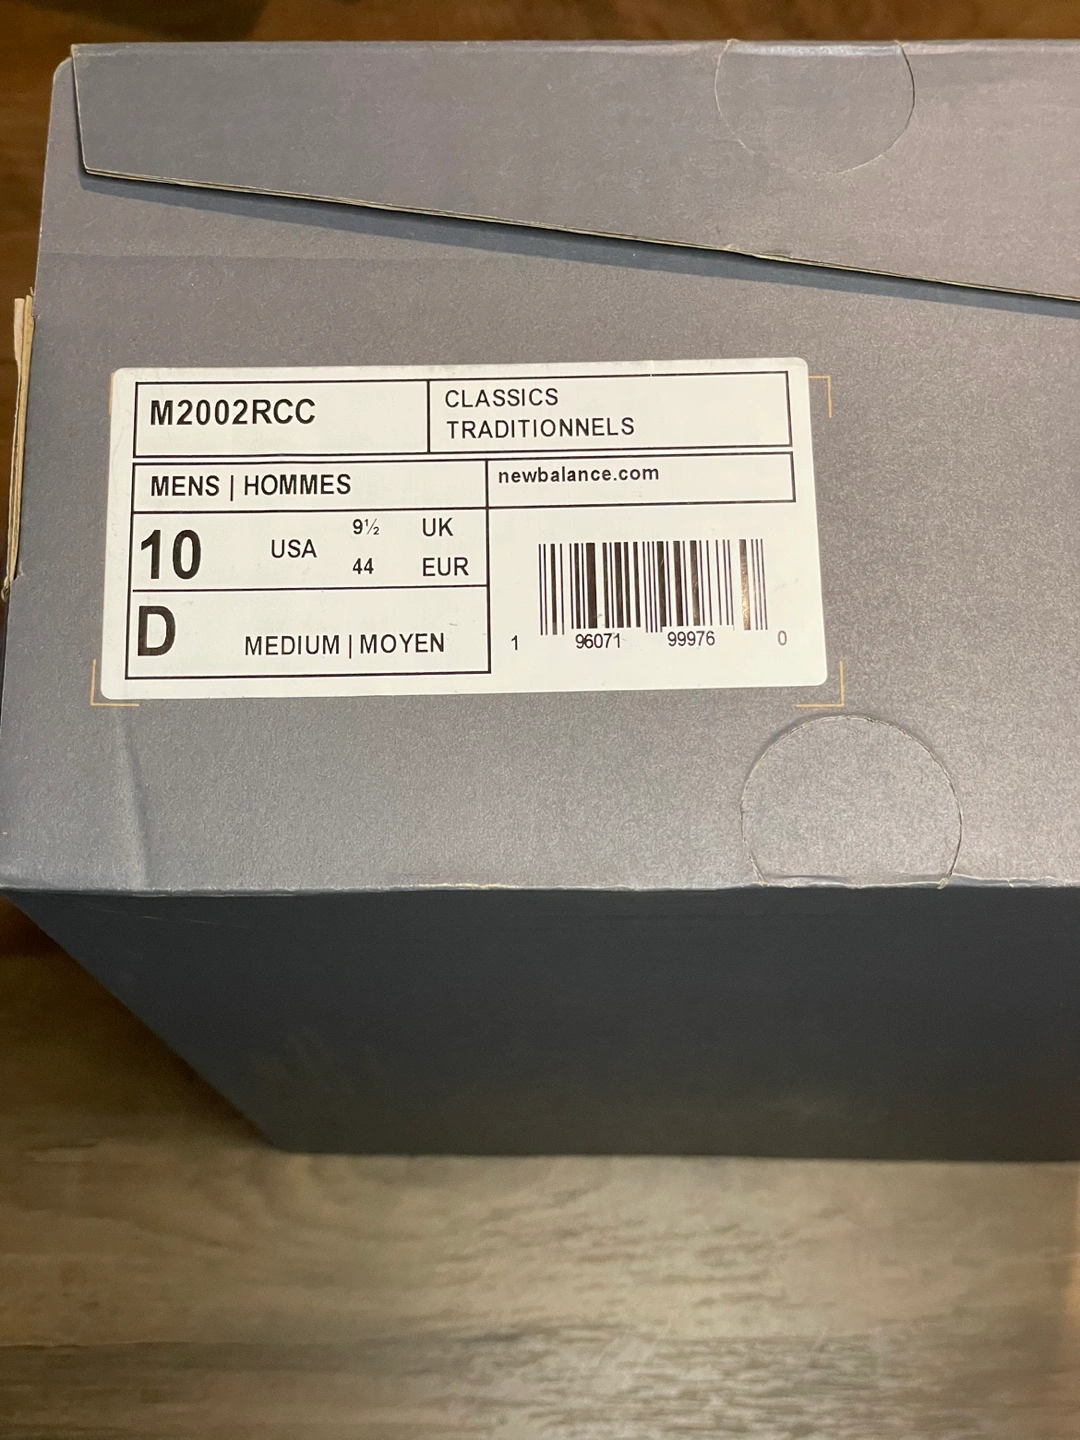 M2002RCC
CLASSICS
TRADITIONNELS
MENS | HOMMES
newbalance.com
10 USA 9½ UK
44 EUR
D MEDIUM | MOYEN
1 96071 99976 0